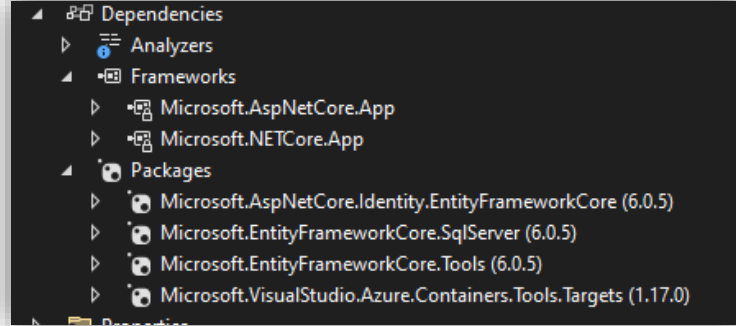 Dependencies
Analyzers
Frameworks
Microsoft.AspNetCore.App
Microsoft.NETCore.App
Packages
Microsoft.AspNetCore.Identity.EntityFrameworkCore (6.0.5)
Microsoft.EntityFrameworkCore.SqlServer (6.0.5)
Microsoft.EntityFrameworkCore.Tools (6.0.5)
Microsoft.VisualStudio.Azure.Containers.Tools.Targets (1.17.0)